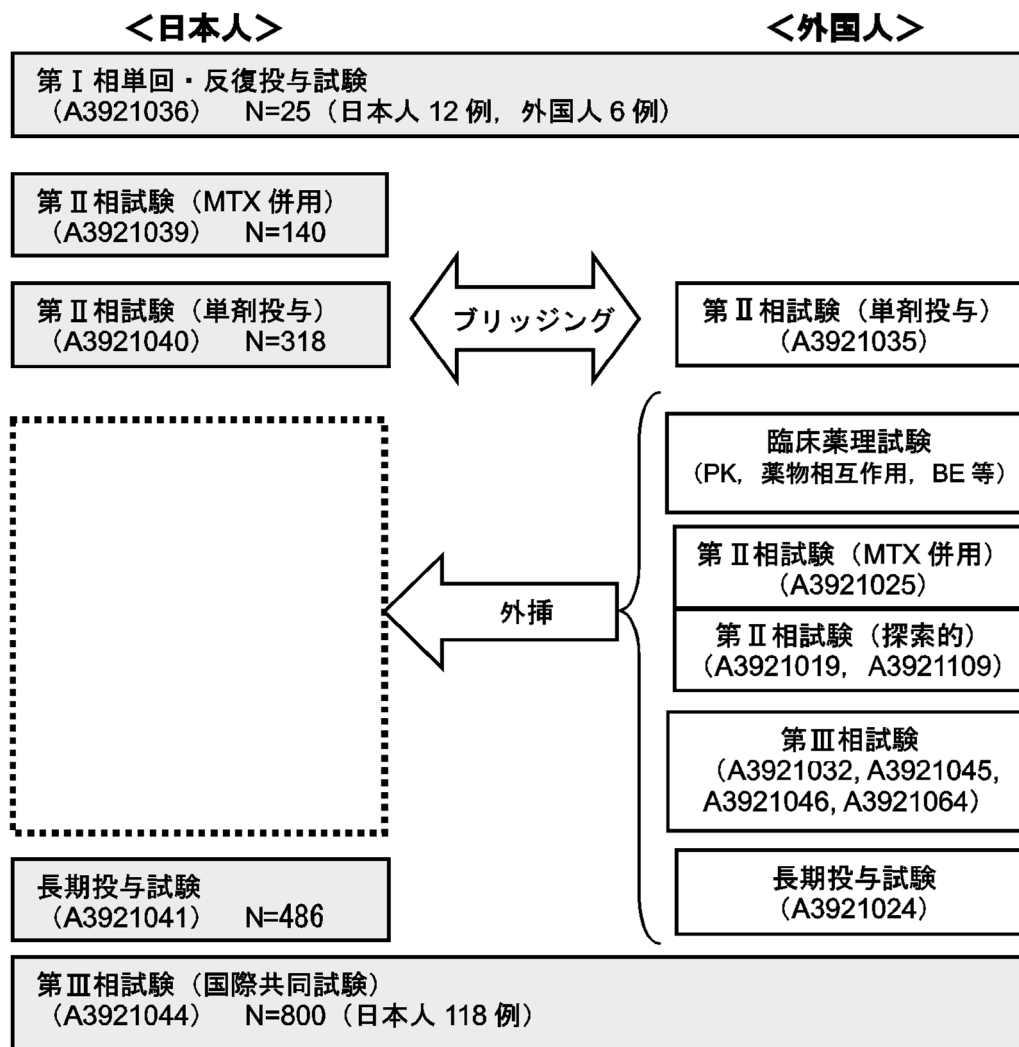 ＜日本人＞
＜外国人＞
第Ⅰ相単回・反復投与試験
（A3921036） N=25（日本人 12 例，外国人 6 例）
第Ⅱ相試験（MTX 併用）
（A3921039） N=140
第Ⅱ相試験（単剤投与）
（A3921040） N=318
ブリッジング
第Ⅱ相試験（単剤投与）
（A3921035）
臨床薬理試験
（PK，薬物相互作用，BE 等）
第Ⅱ相試験（MTX 併用）
（A3921025）
外挿
第Ⅱ相試験（探索的）
（A3921019，A3921109）
第Ⅲ相試験
（A3921032, A3921045,
A3921046, A3921064）
長期投与試験
（A3921041） N=486
長期投与試験
（A3921024）
第Ⅲ相試験（国際共同試験）
（A3921044） N=800（日本人 118 例）